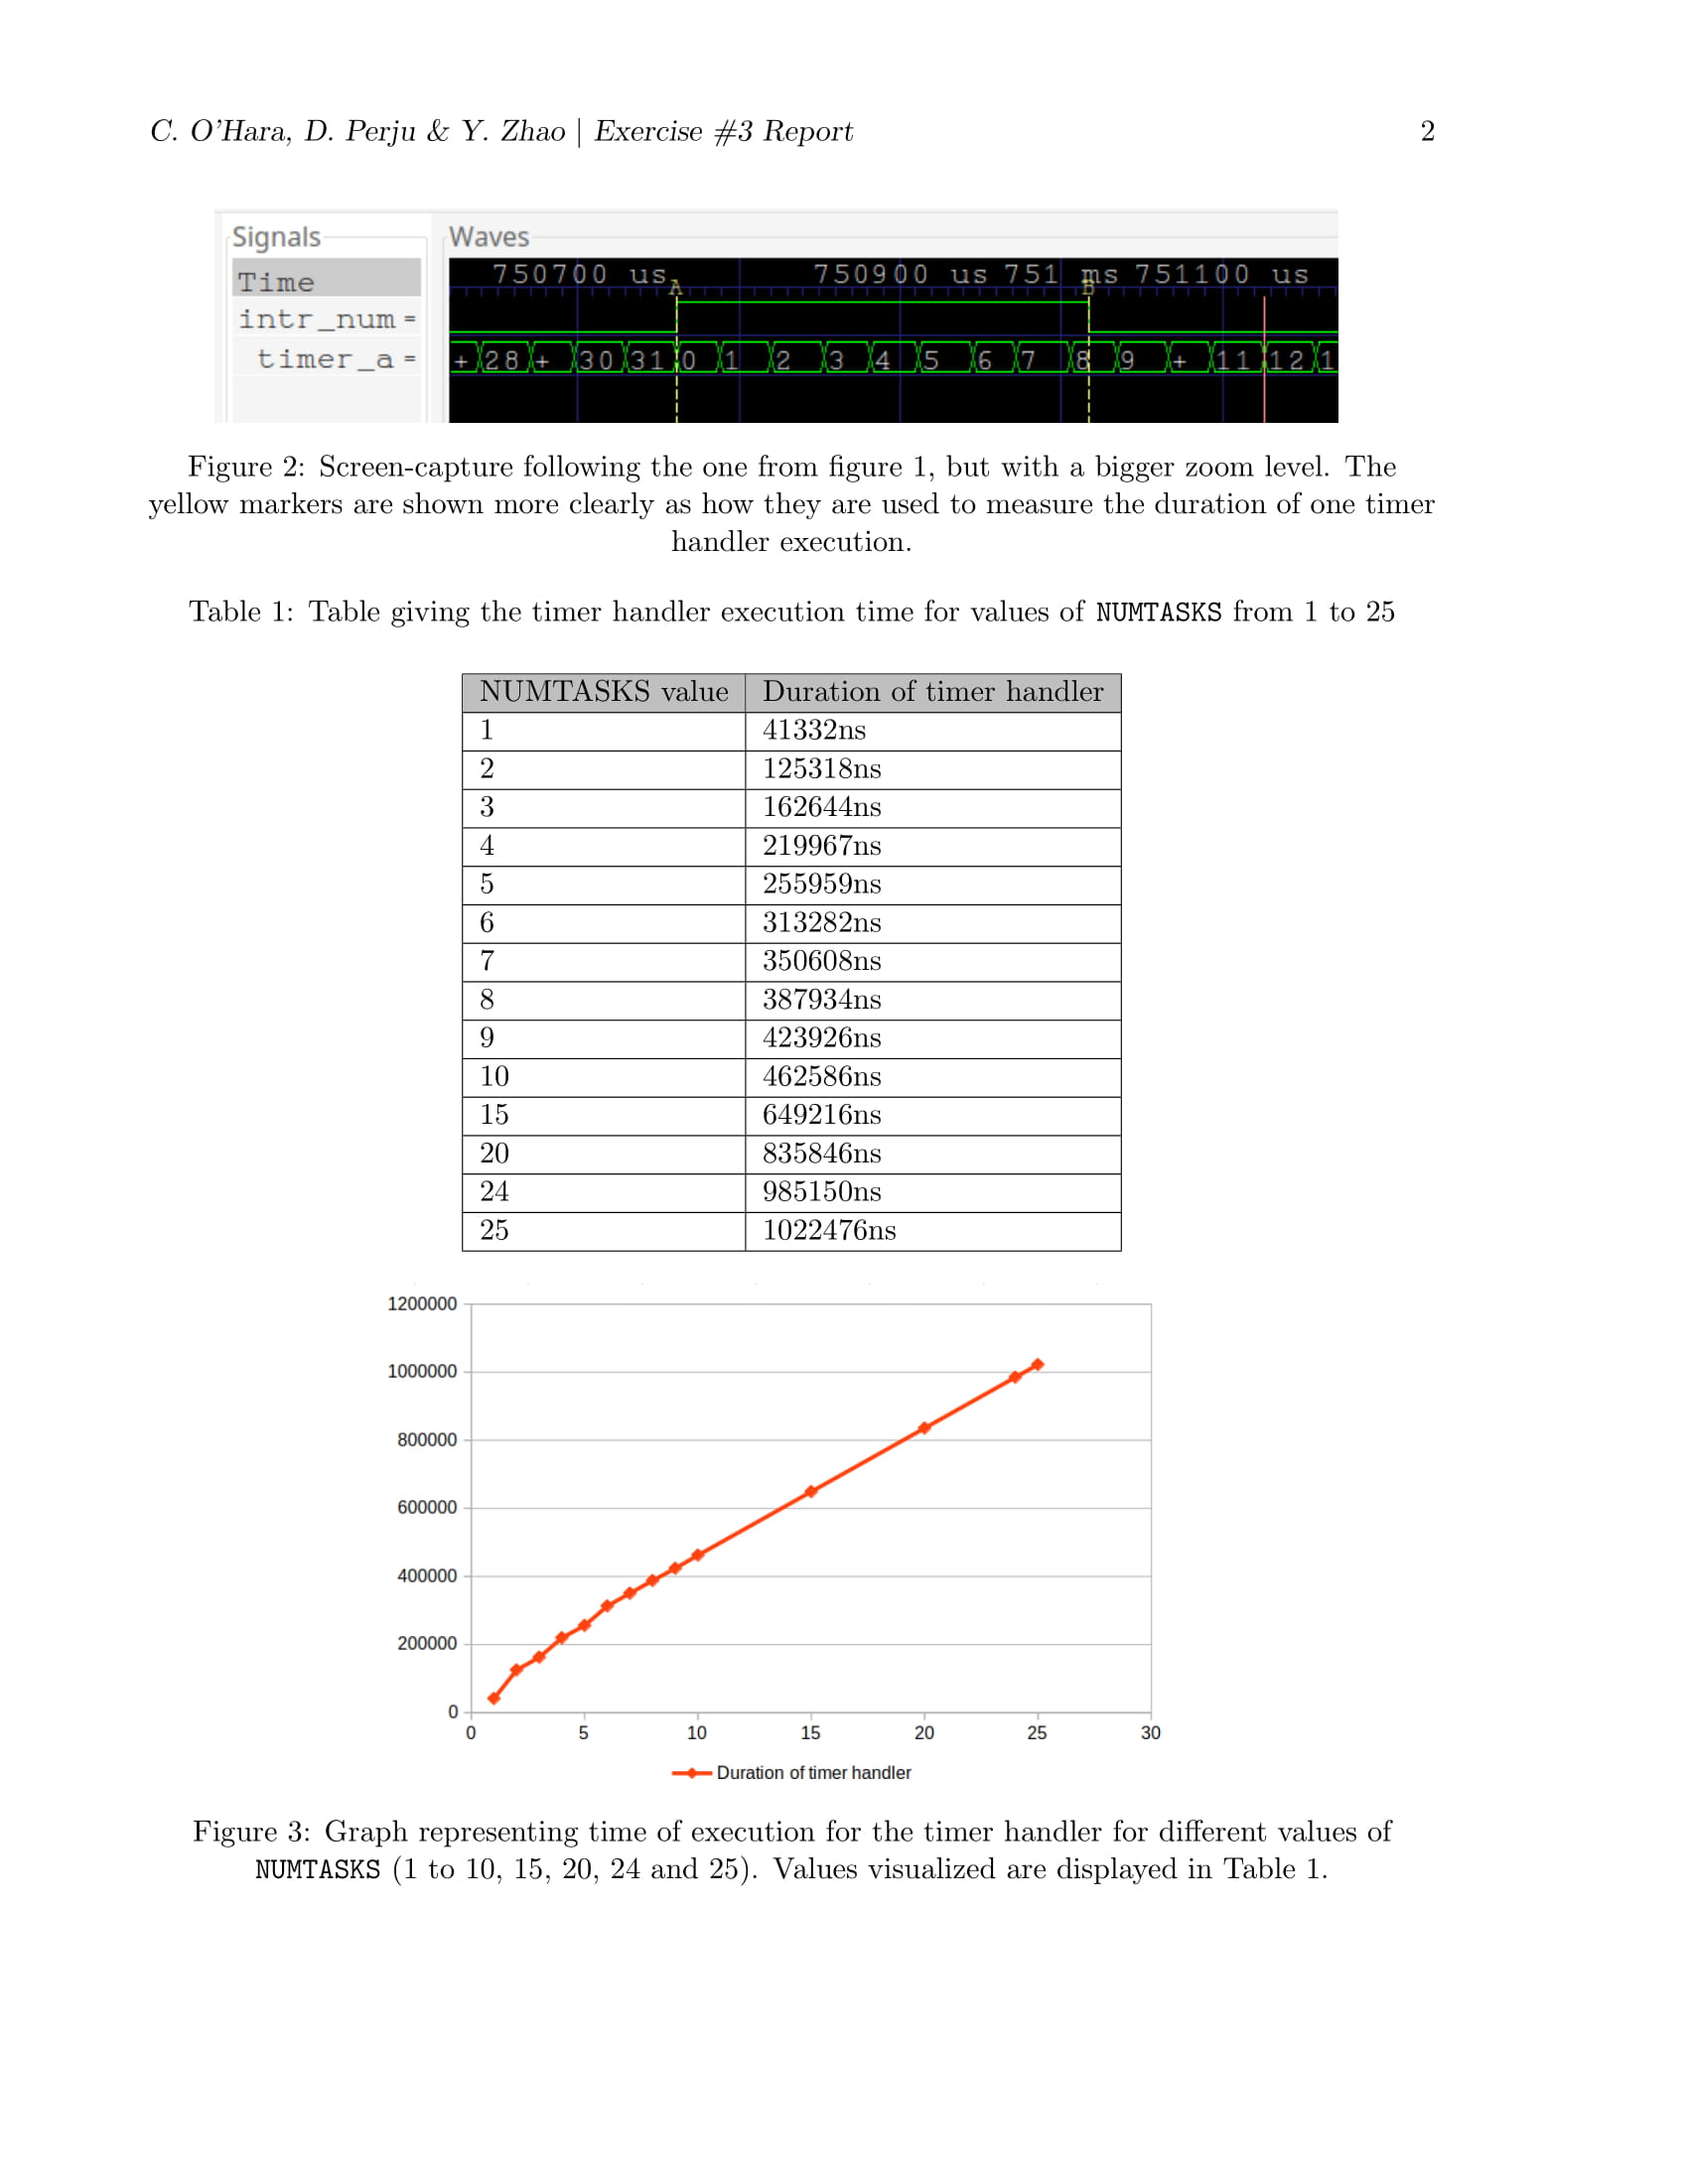 C. O'Hara, D. Perju & Y. Zhao | Exercise #3 Report 2
Signals Waves
Time 750700 us 750900 us 751 ms 751100 us
A B
intr_num =
timer_a = + 28 + 30 31 0 1 2 3 4 5 6 7 8 9 + 11 12 1
Figure 2: Screen-capture following the one from figure 1, but with a bigger zoom level. The
yellow markers are shown more clearly as how they are used to measure the duration of one timer
handler execution.
Table 1: Table giving the timer handler execution time for values of NUMTASKS from 1 to 25
NUMTASKS value Duration of timer handler
1 41332ns
2 125318ns
3 162644ns
4 219967ns
5 255959ns
6 313282ns
7 350608ns
8 387934ns
9 423926ns
10 462586ns
15 649216ns
20 835846ns
24 985150ns
25 1022476ns
1200000
1000000
800000
600000
400000
200000
0
0 5 10 15 20 25 30
Duration of timer handler
Figure 3: Graph representing time of execution for the timer handler for different values of
NUMTASKS (1 to 10, 15, 20, 24 and 25). Values visualized are displayed in Table 1.